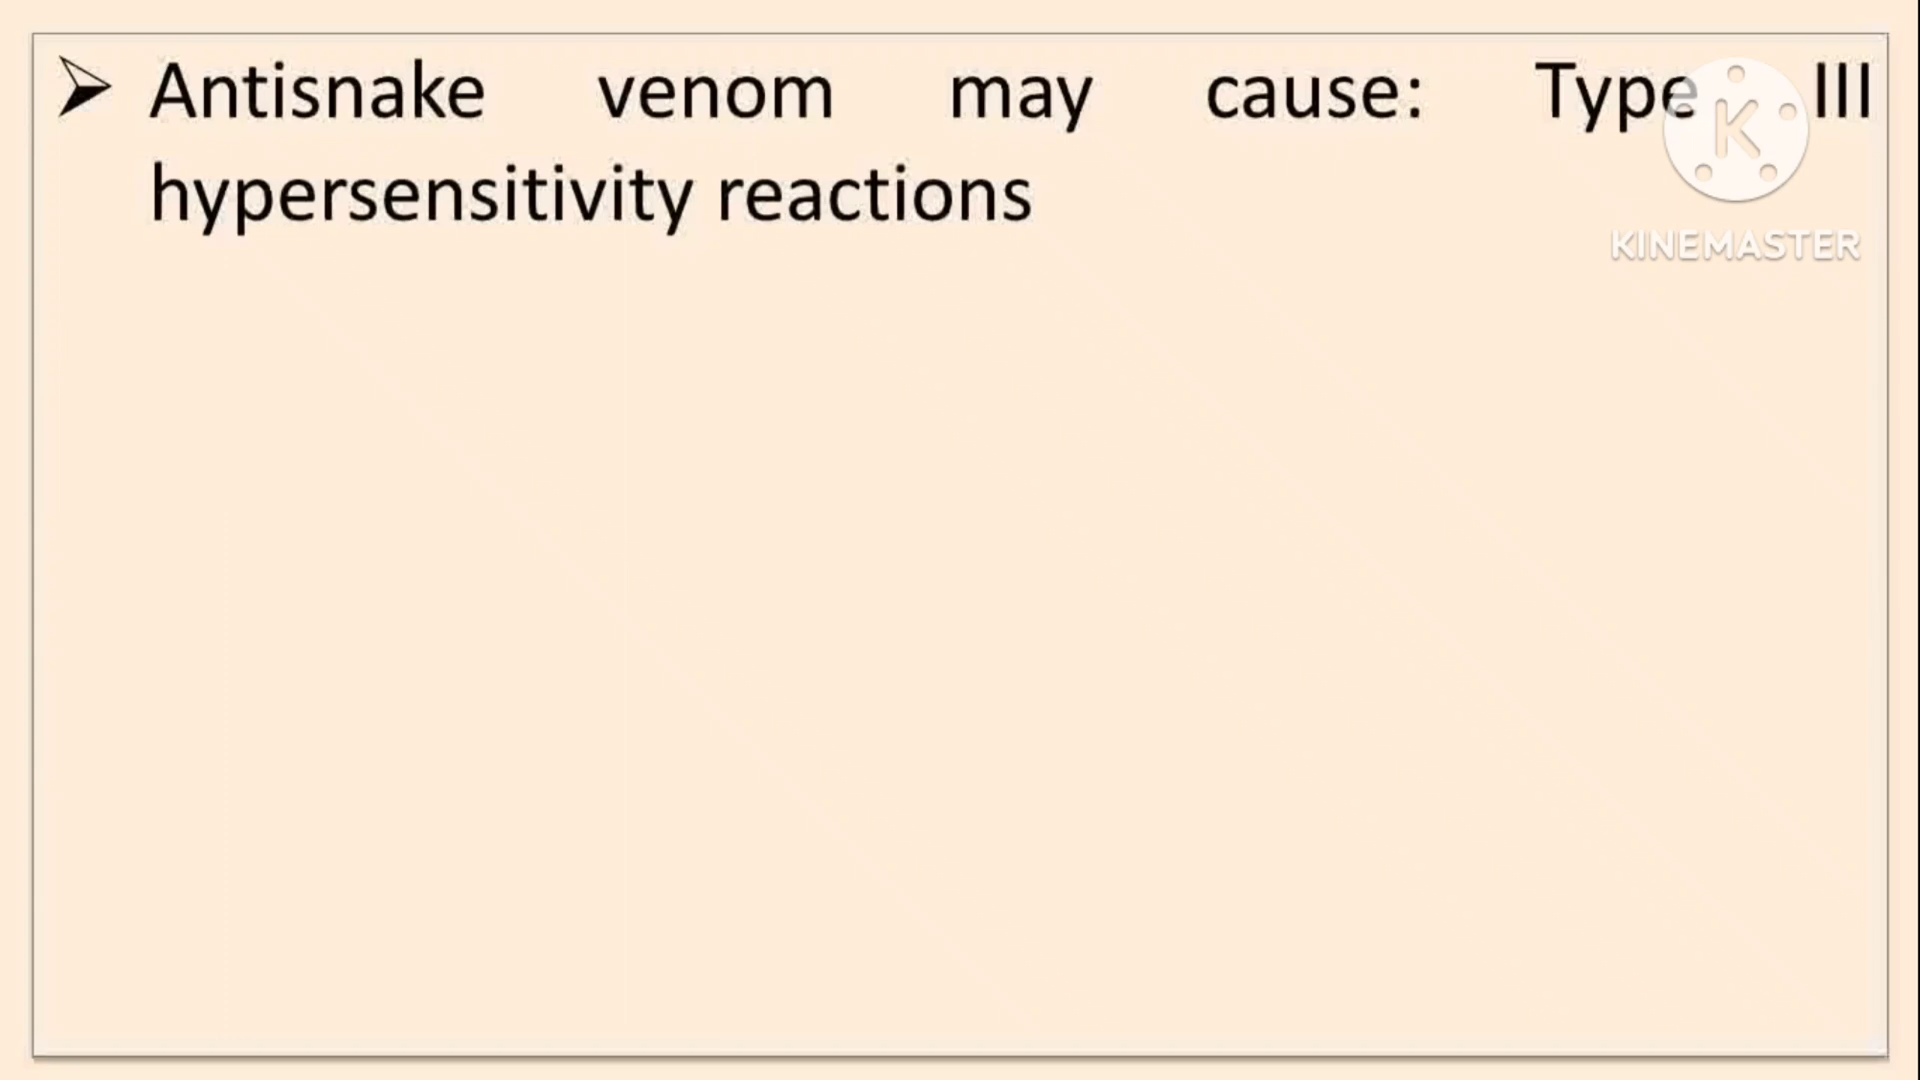 ➢ Antisnake venom may cause: Type III
hypersensitivity reactions
K
KINEMASTER